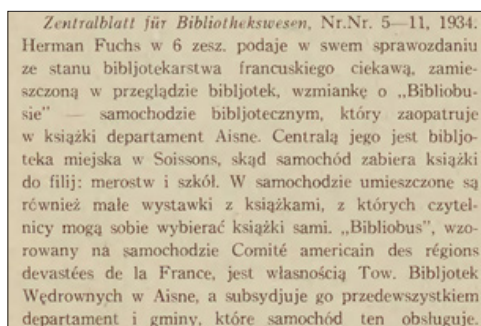 Zentralblatt für Bibliothekswesen, Nr.Nr. 5—11, 1934.
Herman Fuchs w 6 zesz. podaje w swem sprawozdaniu
ze stanu bibljotekarstwa francuskiego ciekawą, zamie-
szczoną w przeglądzie bibljotek, wzmiankę o „Bibliobu-
sie" — samochodzie bibljotecznym, który zaopatruje
w książki departament Aisne. Centralą jego jest bibljo-
teka miejska w Soissons, skąd samochód zabiera książki
do filij: merostw i szkół. W samochodzie umieszczone są
również małe wystawki z książkami, z których czytel-
nicy mogą sobie wybierać książki sami. „Bibliobus", wzo-
rowany na samochodzie Comité americain des régions
devastées de la France, jest własnością Tow. Bibljotek
Wędrownych w Aisne, a subsydjuje go przedewszystkiem
departament i gminy, które samochód ten obsługuje.